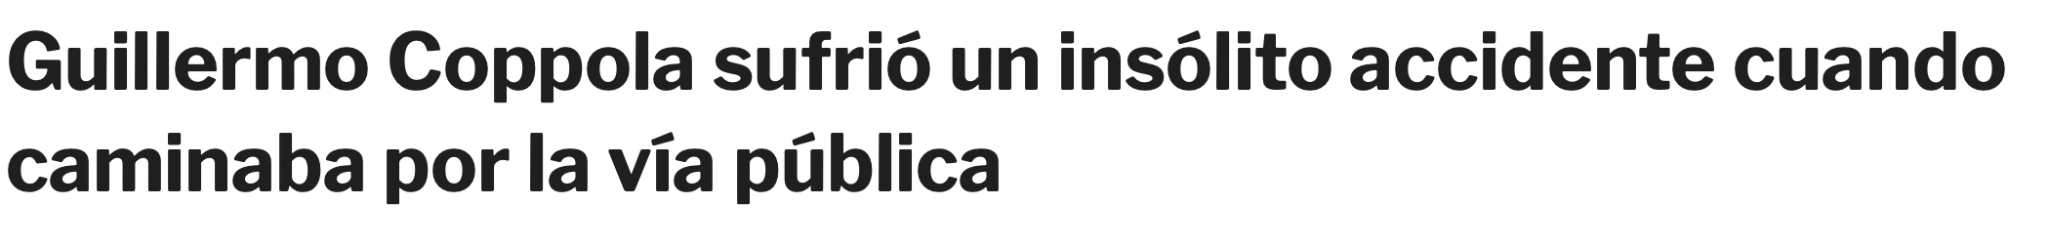 Guillermo Coppola sufrió un insólito accidente cuando
caminaba por la vía pública